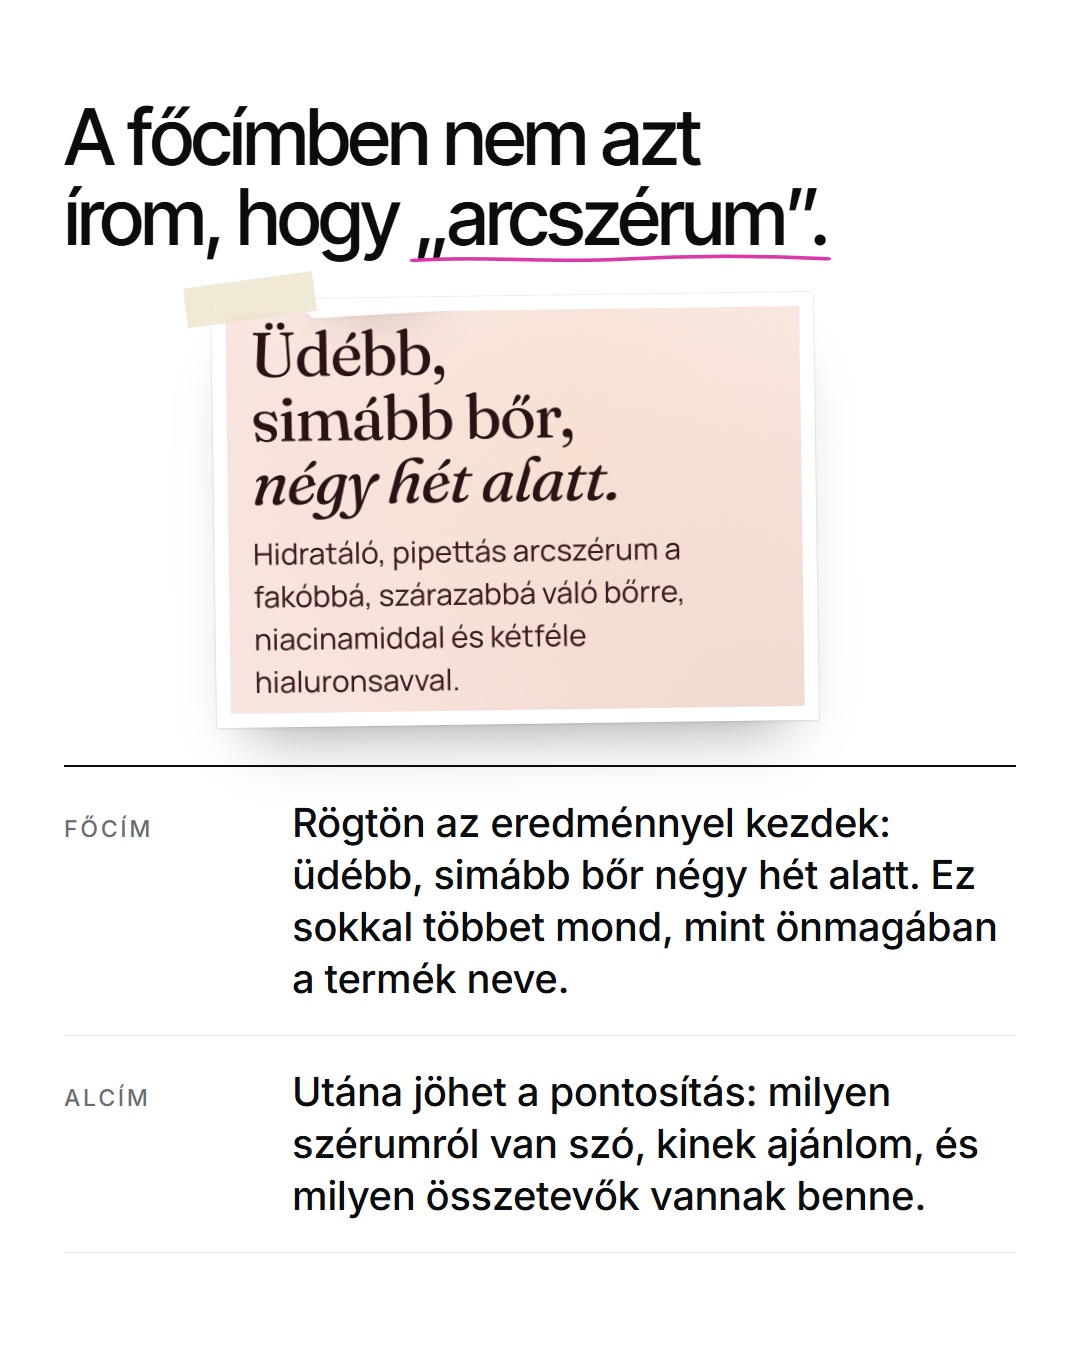 A főcímben nem azt
írom, hogy „arcszérum”.
Üdébb,
simább bőr,
négy hét alatt.
Hidratáló, pipettás arcszérum a
fakóbbá, szárazabbá váló bőrre,
niacinamiddal és kétféle
hialuronsavval.
FŐCÍM
Rögtön az eredménnyel kezdek:
üdébb, simább bőr négy hét alatt. Ez
sokkal többet mond, mint önmagában
a termék neve.
ALCÍM
Utána jöhet a pontosítás: milyen
szérumról van szó, kinek ajánlom, és
milyen összetevők vannak benne.